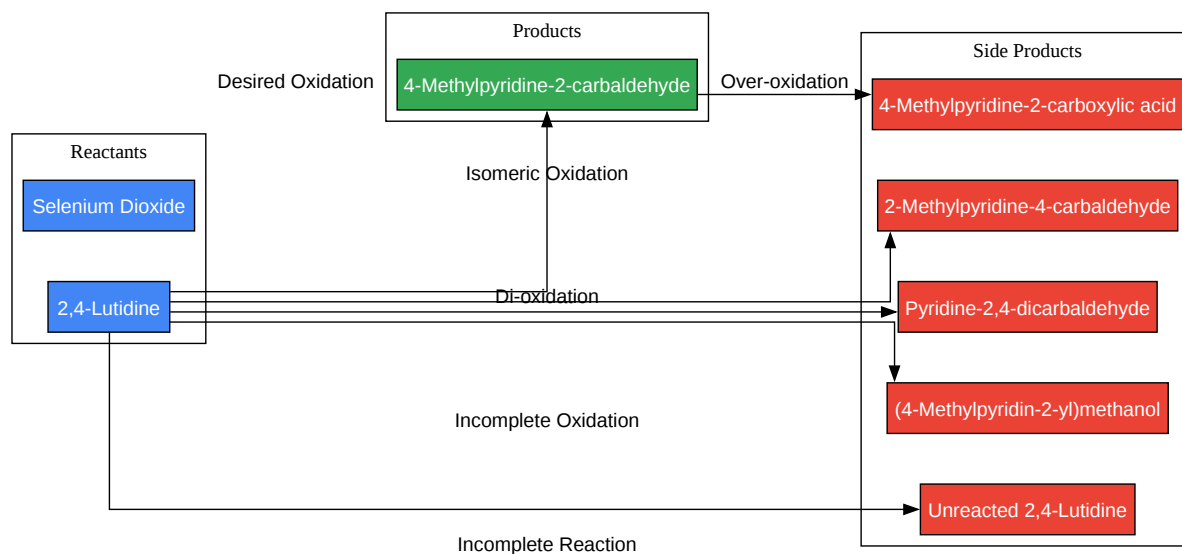 Products
4-Methylpyridine-2-carbaldehyde
Desired Oxidation
Over-oxidation
Side Products
4-Methylpyridine-2-carboxylic acid
Reactants
Selenium Dioxide
Isomeric Oxidation
2-Methylpyridine-4-carbaldehyde
2,4-Lutidine
Di-oxidation
Pyridine-2,4-dicarbaldehyde
(4-Methylpyridin-2-yl)methanol
Incomplete Oxidation
Unreacted 2,4-Lutidine
Incomplete Reaction